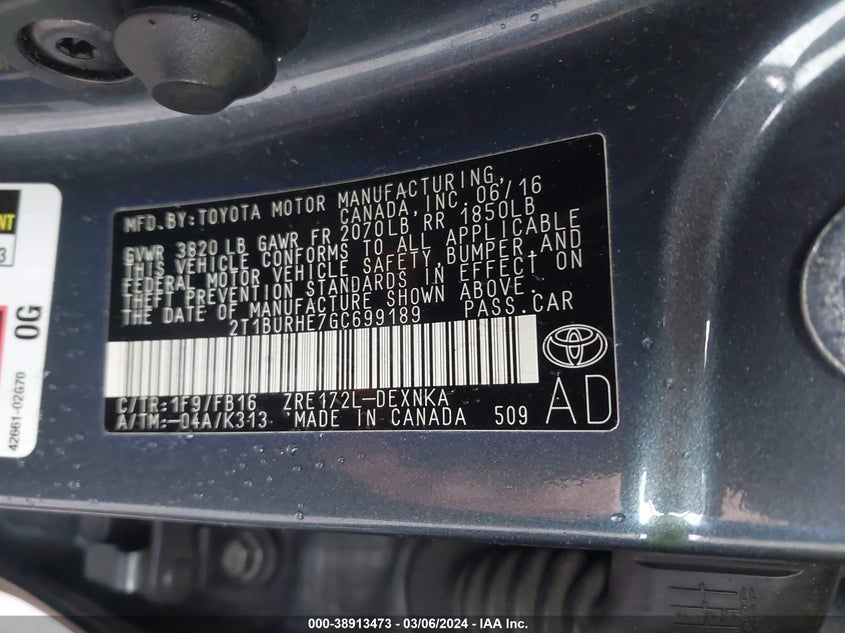 MFD.BY:TOYOTA MOTOR MANUFACTURING,
CANADA, INC. 06/16
GVWR 3820 LB GAWR FR 2070LB, RR 1850LB
THIS VEHICLE CONFORMS TO ALL APPLICABLE
FEDERAL MOTOR VEHICLE SAFETY, BUMPER AND
THEFT PREVENTION STANDARDS IN EFFECT ON
THE DATE OF MANUFACTURE SHOWN
ABOVE.
2T1BURHE7GC699189 PASS.CAR
C/TR:1F9/FB16 ZRE172L-DEXNKA
A/TM:-04A/K313 MADE IN CANADA 509
AD
NT
3
0G
42661-02G70
000-38913473 - 03/06/2024 - IAA Inc.